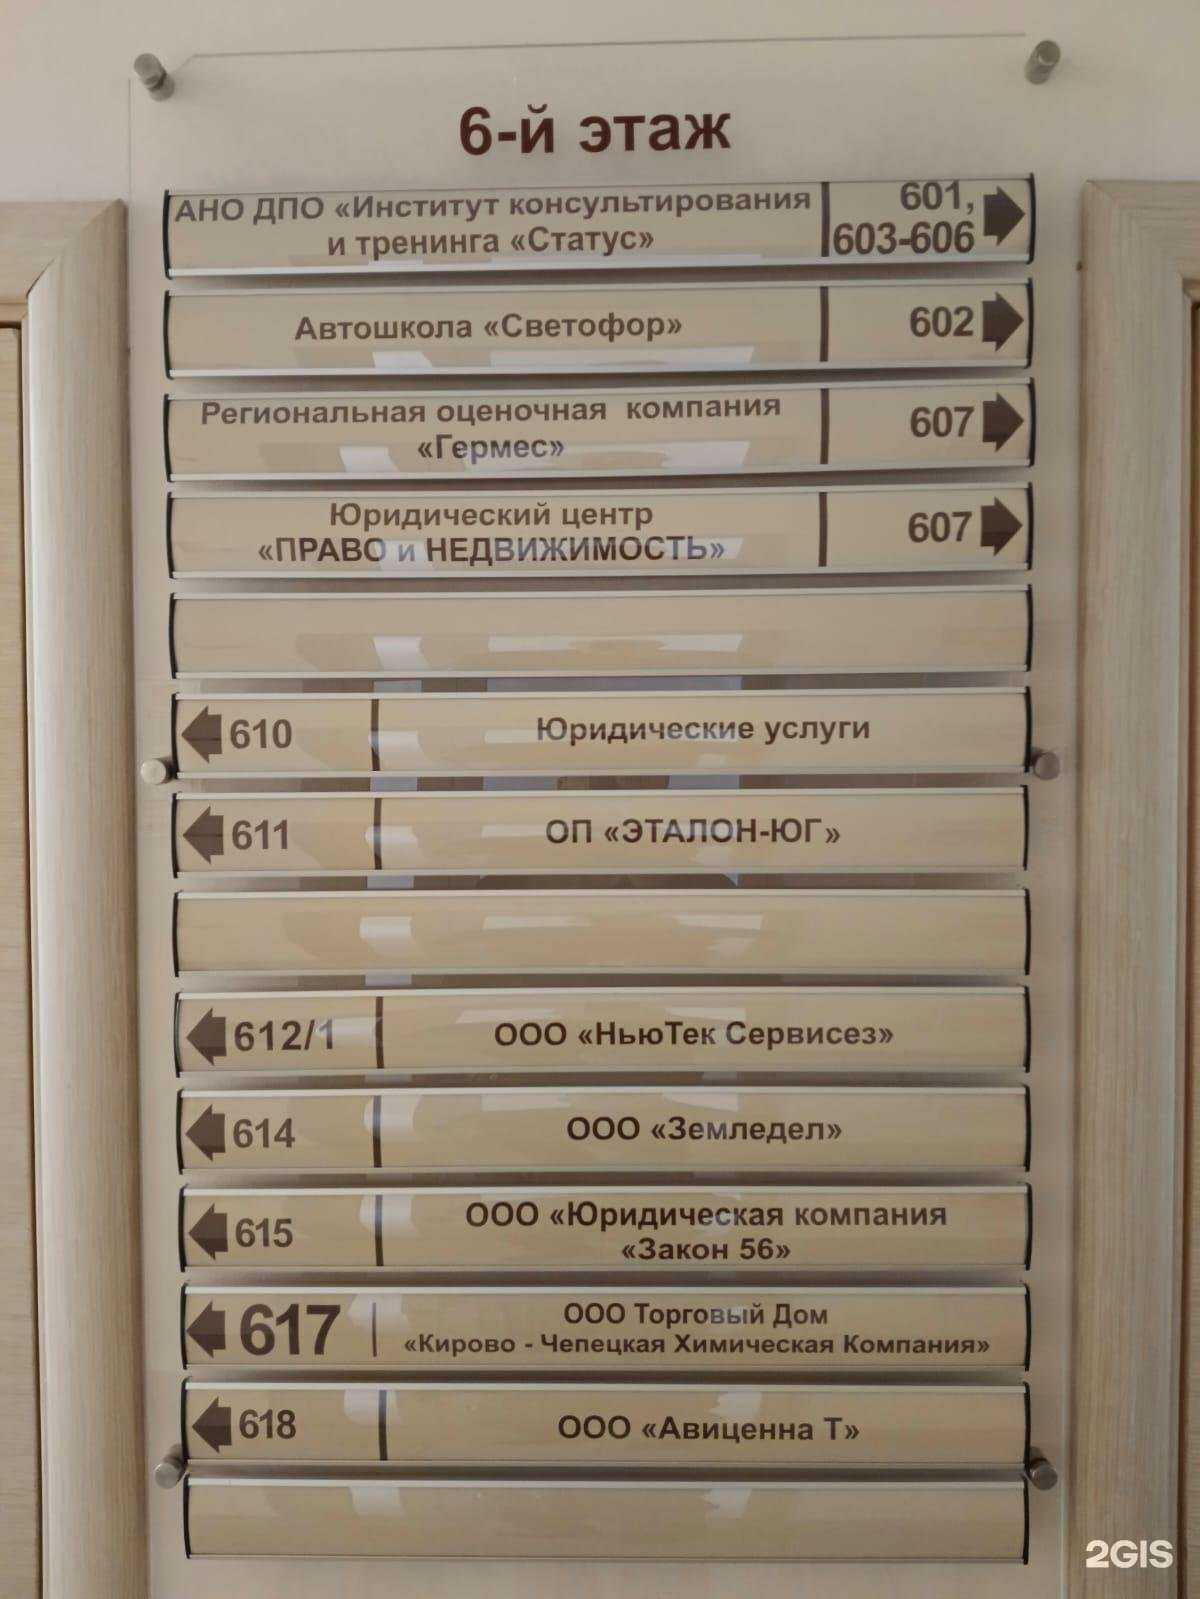 6-й этаж
АНО ДПО «Институт консультирования
и тренинга «Статус»
601,
603-606
Автошкола «Светофор»
602
Региональная оценочная компания
«Гермес»
607
Юридический центр
«ПРАВО и НЕДВИЖИМОСТЬ»
607
610
Юридические услуги
611
ОП «ЭТАЛОН-ЮГ»
612/1
ООО «НьюТек Сервисез»
614
ООО «Земледел»
615
ООО «Юридическая компания
«Закон 56»
617
ООО Торговый Дом
«Кирово - Чепецкая Химическая Компания»
618
ООО «Авиценна Т»
2GIS